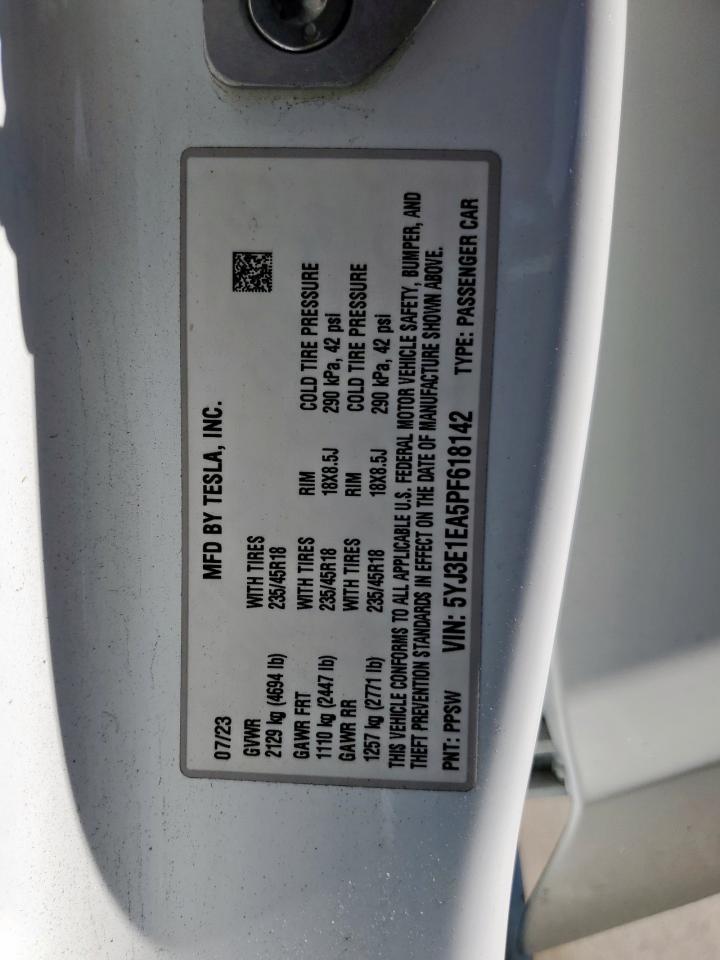 MFD BY TESLA, INC.
07/23
GVWR WITH TIRES
2129 kg (4694 lb) 235/45R18
GAWR FRT WITH TIRES RIM COLD TIRE PRESSURE
1110 kg (2447 lb) 235/45R18 18X8.5J 290 kPa, 42 psi
GAWR RR WITH TIRES RIM COLD TIRE PRESSURE
1257 kg (2771 lb) 235/45R18 18X8.5J 290 kPa, 42 psi
THIS VEHICLE CONFORMS TO ALL APPLICABLE U.S. FEDERAL MOTOR VEHICLE SAFETY, BUMPER, AND
THEFT PREVENTION STANDARDS IN EFFECT ON THE DATE OF MANUFACTURE SHOWN ABOVE.
PNT: PPSW VIN: 5YJ3E1EA5PF618142 TYPE: PASSENGER CAR